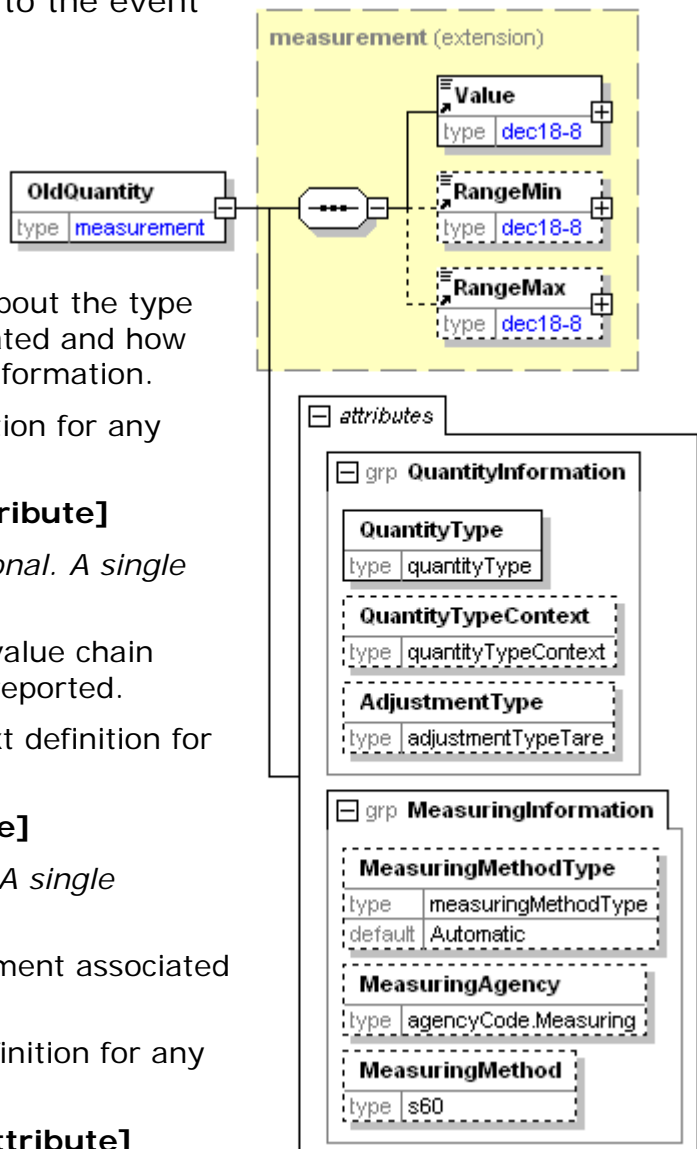 to the event
bout the type
ated and how
formation.
ion for any
ribute]
onal. A single
value chain
eported.
t definition for
e]
A single
ment associated
inition for any
ttribute]
measurement (extension)
Value
type dec18-8
OldQuantity
type measurement
RangeMin
type dec18-8
RangeMax
type dec18-8
attributes
grp QuantityInformation
QuantityType
type quantityType
QuantityTypeContext
type quantityTypeContext
AdjustmentType
type adjustmentTypeTare
grp MeasuringInformation
MeasuringMethodType
type measuringMethodType
default Automatic
MeasuringAgency
type agencyCode.Measuring
MeasuringMethod
type s60